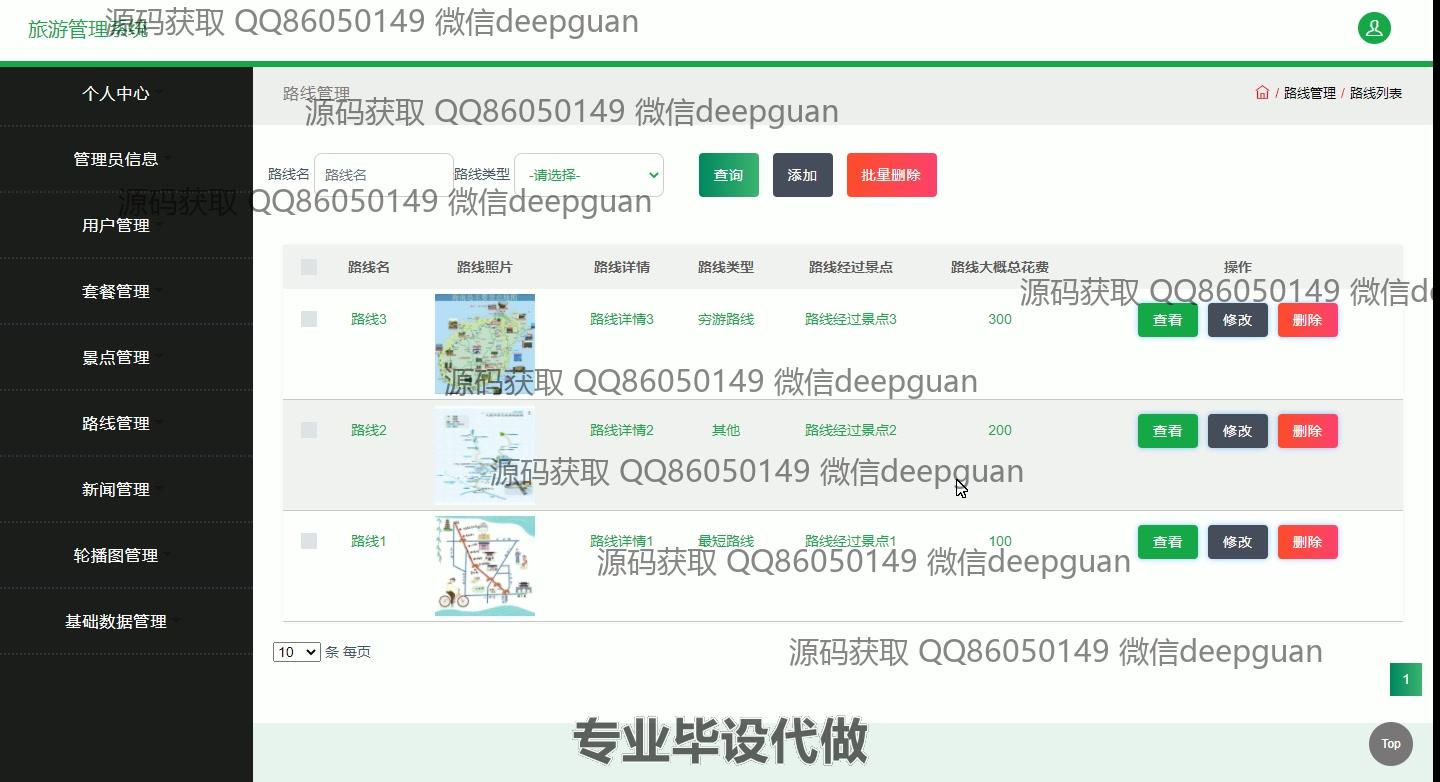 旅游管理系统
源码获取 QQ86050149 微信deepguan
个人中心
管理员信息
用户管理
套餐管理
景点管理
路线管理
新闻管理
轮播图管理
基础数据管理
路线管理
/ 路线管理 / 路线列表
源码获取 QQ86050149 微信deepguan
路线名 路线名 路线类型 -请选择- 查询 添加 批量删除
源码获取 QQ86050149 微信deepguan
路线名 路线照片 路线详情 路线类型 路线经过景点 路线大概总花费 操作
源码获取 QQ86050149 微信de
路线3 路线详情3 穷游路线 路线经过景点3 300 查看 修改 删除
源码获取 QQ86050149 微信deepguan
路线2 路线详情2 其他 路线经过景点2 200 查看 修改 删除
源码获取 QQ86050149 微信deepguan
路线1 路线详情1 最短路线 路线经过景点1 100 查看 修改 删除
源码获取 QQ86050149 微信deepguan
10 条 每页
源码获取 QQ86050149 微信deepguan
1
专业毕设代做
Top